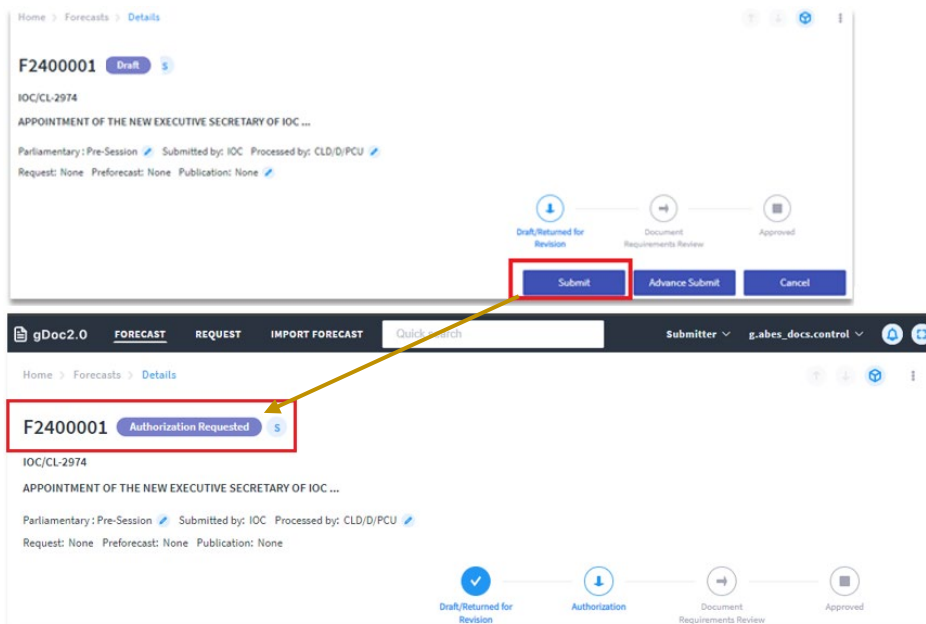 Home > Forecasts > Details
F2400001 Draft S
IOC/CL-2974
APPOINTMENT OF THE NEW EXECUTIVE SECRETARY OF IOC ...
Parliamentary : Pre-Session Submitted by: IOC Processed by: CLD/D/PCU
Request: None Preforecast: None Publication: None
Draft/Returned for Revision
Document Requirements Review
Approved
Submit Advance Submit Cancel
gDoc2.0 FORECAST REQUEST IMPORT FORECAST Quick search Submitter g.abes_docs.control
Home > Forecasts > Details
F2400001 Authorization Requested S
IOC/CL-2974
APPOINTMENT OF THE NEW EXECUTIVE SECRETARY OF IOC ...
Parliamentary : Pre-Session Submitted by: IOC Processed by: CLD/D/PCU
Request: None Preforecast: None Publication: None
Draft/Returned for Revision
Authorization
Document Requirements Review
Approved